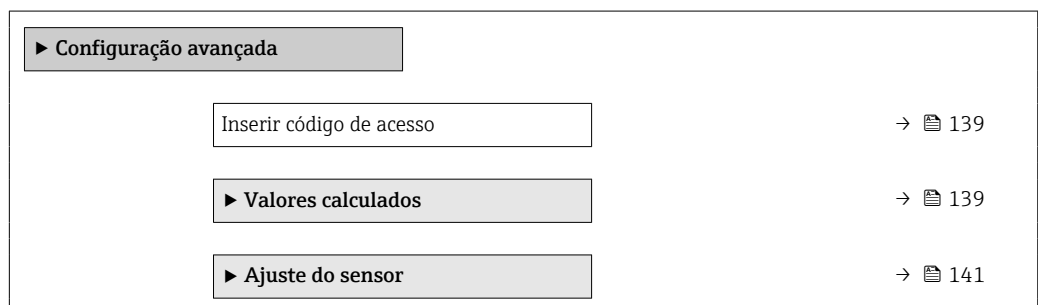 ▶ Configuração avançada
Inserir código de acesso → 139
▶ Valores calculados → 139
▶ Ajuste do sensor → 141